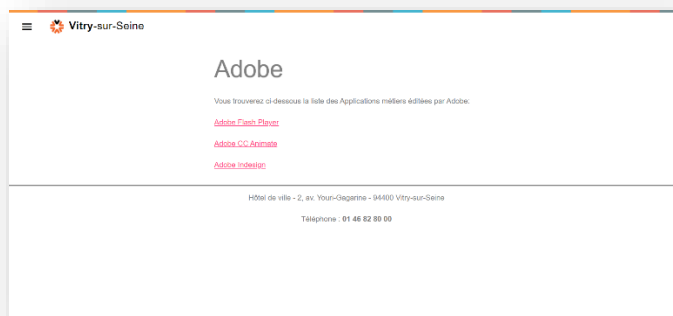 Vitry-sur-Seine
Adobe
Vous trouverez ci-dessous la liste des Applications métiers éditées par Adobe:
Adobe Flash Player
Adobe CC Animate
Adobe Indesign
Hôtel de ville - 2, av. Youri-Gagarine - 94400 Vitry-sur-Seine
Téléphone : 01 46 82 80 00